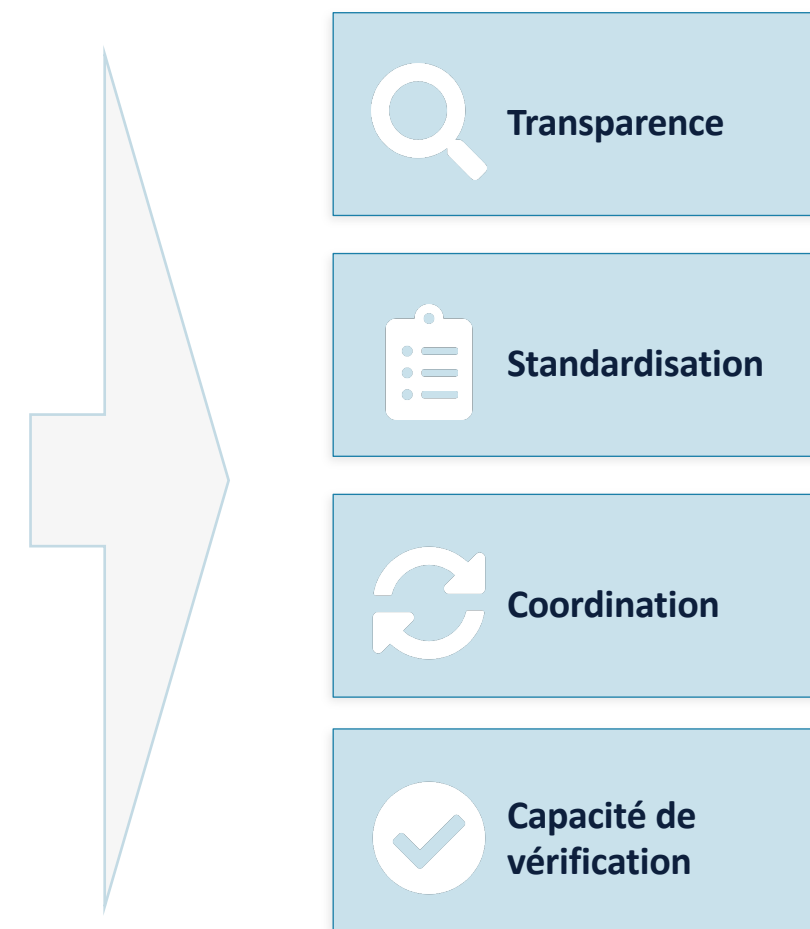 Transparence
Standardisation
Coordination
Capacité de
vérification